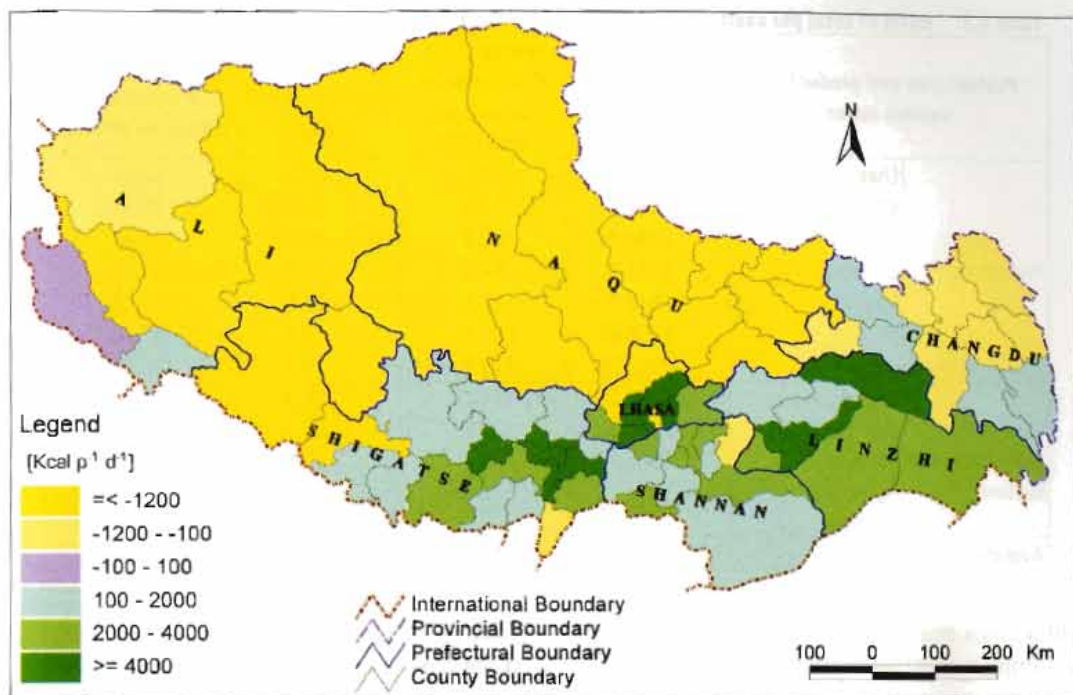 N
A L I
N A Q U
CHANGDU
LHASA
LINZHI
SHIGATSE
SHANNAN
Legend
[Kcal p⁻¹ d⁻¹]
=< -1200
-1200 - -100
-100 - 100
100 - 2000
2000 - 4000
>= 4000
International Boundary
Provincial Boundary
Prefectural Boundary
County Boundary
100 0 100 200 Km